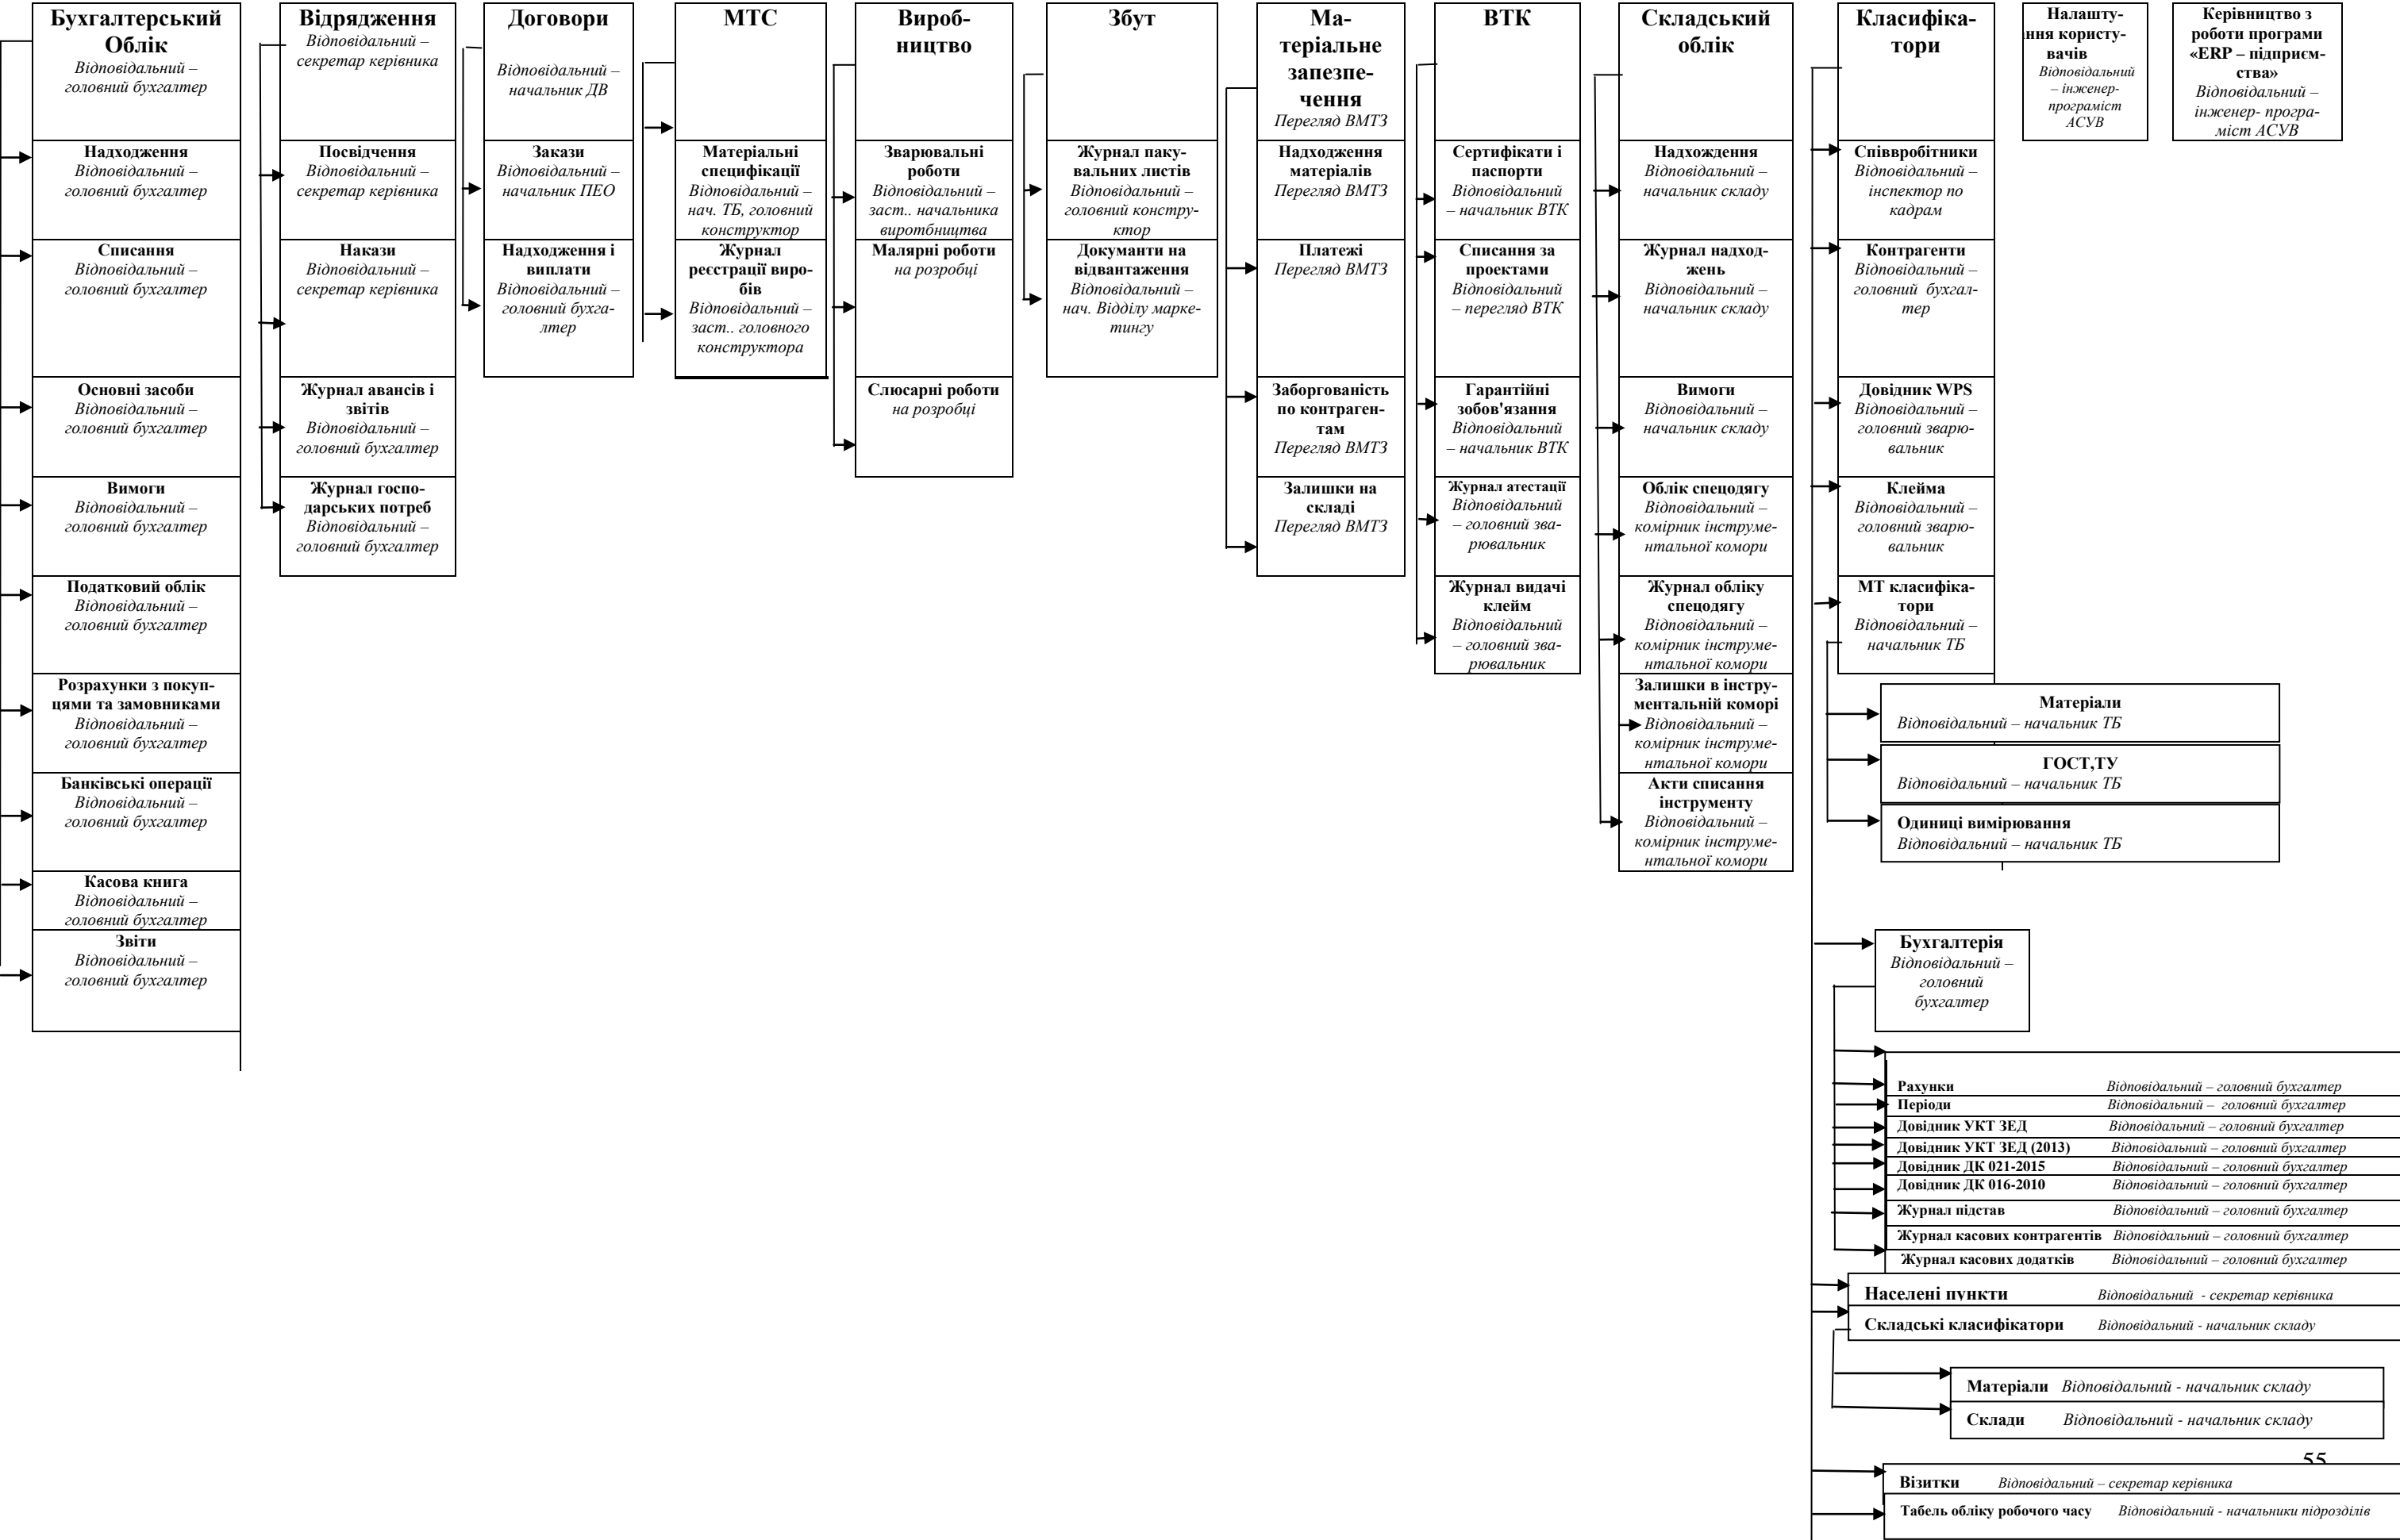 Бухгалтерський
Облік
Відповідальний –
головний бухгалтер
Надходження
Відповідальний –
головний бухгалтер
Списання
Відповідальний –
головний бухгалтер
Основні засоби
Відповідальний –
головний бухгалтер
Вимоги
Відповідальний –
головний бухгалтер
Податковий облік
Відповідальний –
головний бухгалтер
Розрахунки з покуп-
цями та замовниками
Відповідальний –
головний бухгалтер
Банківські операції
Відповідальний –
головний бухгалтер
Касова книга
Відповідальний –
головний бухгалтер
Звіти
Відповідальний –
головний бухгалтер
Відрядження
Відповідальний –
секретар керівника
Посвідчення
Відповідальний –
секретар керівника
Накази
Відповідальний –
секретар керівника
Журнал авансів і
звітів
Відповідальний –
головний бухгалтер
Журнал госпо-
дарських потреб
Відповідальний –
головний бухгалтер
Договори
Відповідальний –
начальник ДВ
Закази
Відповідальний –
начальник ПЕО
Надходження і
виплати
Відповідальний –
головний бухга-
лтер
МТС
Матеріальні
специфікації
Відповідальний –
нач. ТБ, головний
конструктор
Журнал
реєстрації виро-
бів
Відповідальний –
заст.. головного
конструктора
Вироб-
ництво
Зварювальні
роботи
Відповідальний –
заст.. начальника
виротбництва
Малярні роботи
на розробці
Слюсарні роботи
на розробці
Збут
Журнал паку-
вальних листів
Відповідальний –
головний констру-
ктор
Докуманти на
відвантаження
Відповідальний –
нач. Відділу марке-
тингу
Ма-
теріальне
запезпе-
чення
Перегляд ВМТЗ
Надходження
матеріалів
Перегляд ВМТЗ
Платежі
Перегляд ВМТЗ
Заборгованість
по контраген-
там
Перегляд ВМТЗ
Залишки на
складі
Перегляд ВМТЗ
ВТК
Сертифікати і
паспорти
Відповідальний
– начальник ВТК
Списання за
проектами
Відповідальний
– перегляд ВТК
Гарантійні
зобов'язання
Відповідальний
– начальник ВТК
Журнал атестації
Відповідальний
– головний зва-
рювальник
Журнал видачі
клейм
Відповідальний
– головний зва-
рювальник
Складський
облік
Надхождення
Відповідальний –
начальник складу
Журнал надход-
жень
Відповідальний –
начальник складу
Вимоги
Відповідальний –
начальник складу
Облік спецодягу
Відповідальний –
комірник інструме-
нтальної комори
Журнал обліку
спецодягу
Відповідальний –
комірник інструме-
нтальної комори
Залишки в інстру-
ментальній коморі
Відповідальний –
комірник інструме-
нтальної комори
Акти списання
інструменту
Відповідальний –
комірник інструме-
нтальної комори
Класифіка-
тори
Співвробітники
Відповідальний –
інспектор по
кадрам
Контрагенти
Відповідальний –
головний бухгал-
тер
Довідник WPS
Відповідальний –
головний зварю-
вальник
Клейма
Відповідальний –
головний зварю-
вальник
МТ класифіка-
тори
Відповідальний –
начальник ТБ
Матеріали
Відповідальний – начальник ТБ
ГОСТ,ТУ
Відповідальний – начальник ТБ
Одиниці вимірювання
Відповідальний – начальник ТБ
Бухгалтерія
Відповідальний –
головний
бухгалтер
Рахунки Відповідальний – головний бухгалтер
Періоди Відповідальний – головний бухгалтер
Довідник УКТ ЗЕД Відповідальний – головний бухгалтер
Довідник УКТ ЗЕД (2013) Відповідальний – головний бухгалтер
Довідник ДК 021-2015 Відповідальний – головний бухгалтер
Довідник ДК 016-2010 Відповідальний – головний бухгалтер
Журнал підстав Відповідальний – головний бухгалтер
Журнал касових контрагентів Відповідальний – головний бухгалтер
Журнал касових додатків Відповідальний – головний бухгалтер
Населені пункти Відповідальний - секретар керівника
Складські класифікатори Відповідальний - начальник складу
Матеріали Відповідальний - начальник складу
Склади Відповідальний - начальник складу
55
Візитки Відповідальний – секретар керівника
Табель обліку робочого часу Відповідальний - начальники підрозділів
Налашту-
ння користу-
вачів
Відповідальний
– інженер-
програміст
АСУВ
Керівництво з
роботи програми
«ERP – підприєм-
ства»
Відповідальний –
інженер- програ-
міст АСУВ